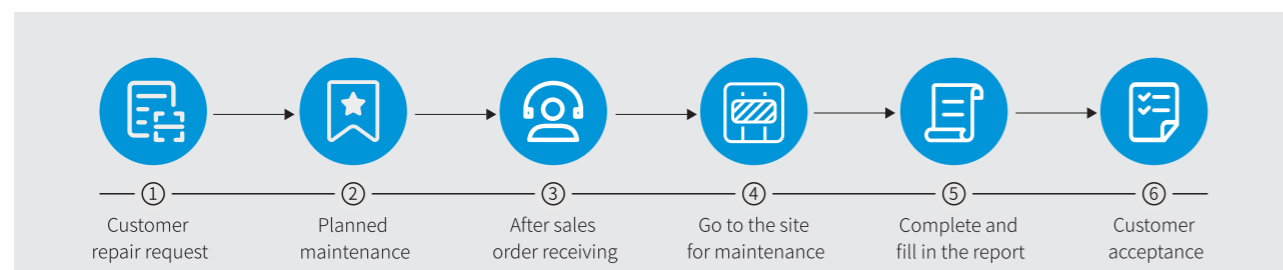 ① ② ③ ④ ⑤ ⑥
Customer
repair request
Planned
maintenance
After sales
order receiving
Go to the site
for maintenance
Complete and
fill in the report
Customer
acceptance